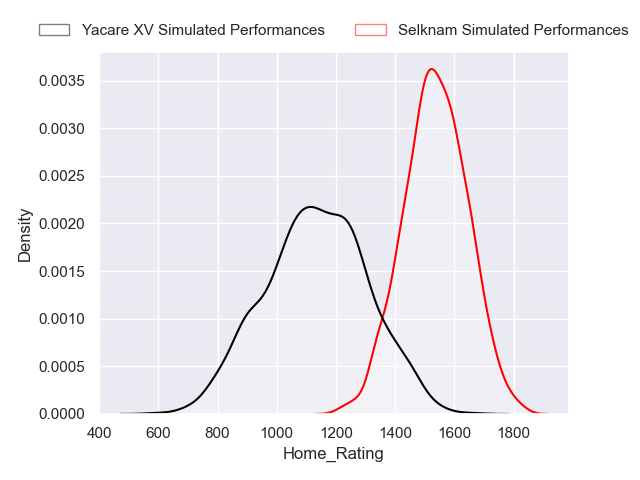 Yacare XV Simulated Performances
Selknam Simulated Performances
0.0035
0.0030
0.0025
0.0020
0.0015
0.0010
0.0005
0.0000
Density
400 600 800 1000 1200 1400 1600 1800
Home_Rating